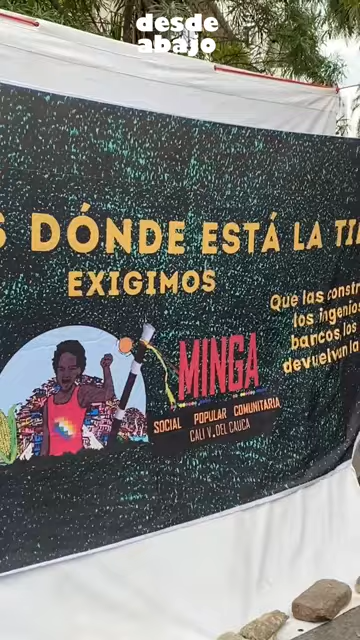 desde
abajo
S DÓNDE ESTÁ LA TI
EXIGIMOS
Que las constr
los ingenios
bancos, los
devuelvan la
MINGA
SOCIAL POPULAR COMUNITARIA
CALI V. DEL CAUCA